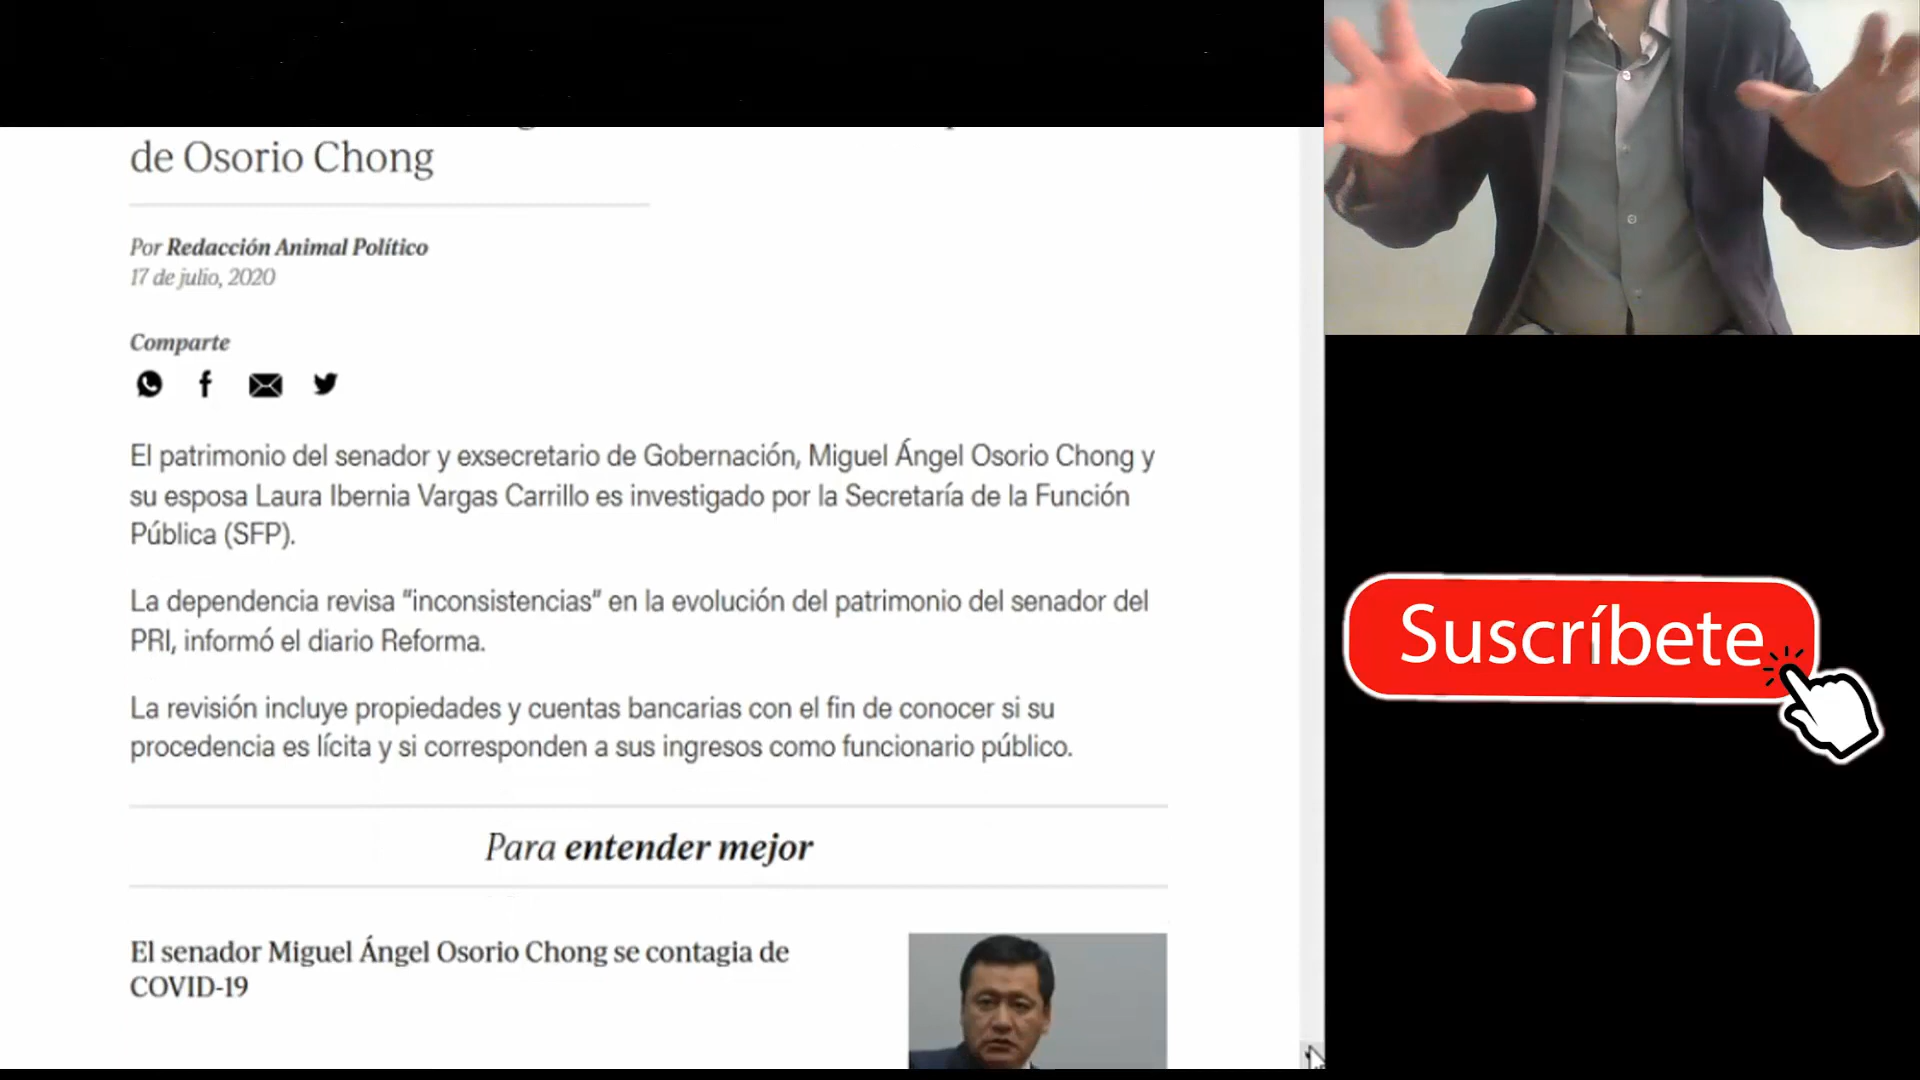 de Osorio Chong
Por Redacción Animal Político
17 de julio, 2020
Comparte
El patrimonio del senador y exsecretario de Gobernación, Miguel Ángel Osorio Chong y
su esposa Laura Ibernia Vargas Carrillo es investigado por la Secretaría de la Función
Pública (SFP).
La dependencia revisa "inconsistencias" en la evolución del patrimonio del senador del
PRI, informó el diario Reforma.
La revisión incluye propiedades y cuentas bancarias con el fin de conocer si su
procedencia es lícita y si corresponden a sus ingresos como funcionario público.
Para entender mejor
El senador Miguel Ángel Osorio Chong se contagia de
COVID-19
Suscríbete